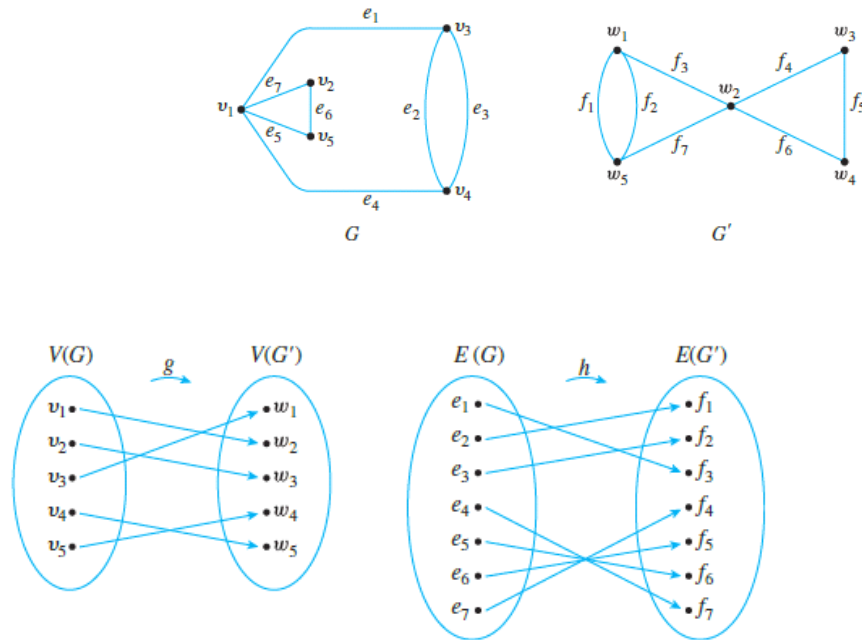 e₁
v₃
e₇
v₂
v₁
e₆
e₂
e₃
e₅
v₅
v₄
e₄
G
w₁
w₃
f₃
f₄
w₂
f₁
f₂
f₅
f₇
f₆
w₅
w₄
G′
V(G)
g
V(G')
v₁
w₁
v₂
w₂
v₃
w₃
v₄
w₄
v₅
w₅
E (G)
h
E(G')
e₁
f₁
e₂
f₂
e₃
f₃
e₄
f₄
e₅
f₅
e₆
f₆
e₇
f₇